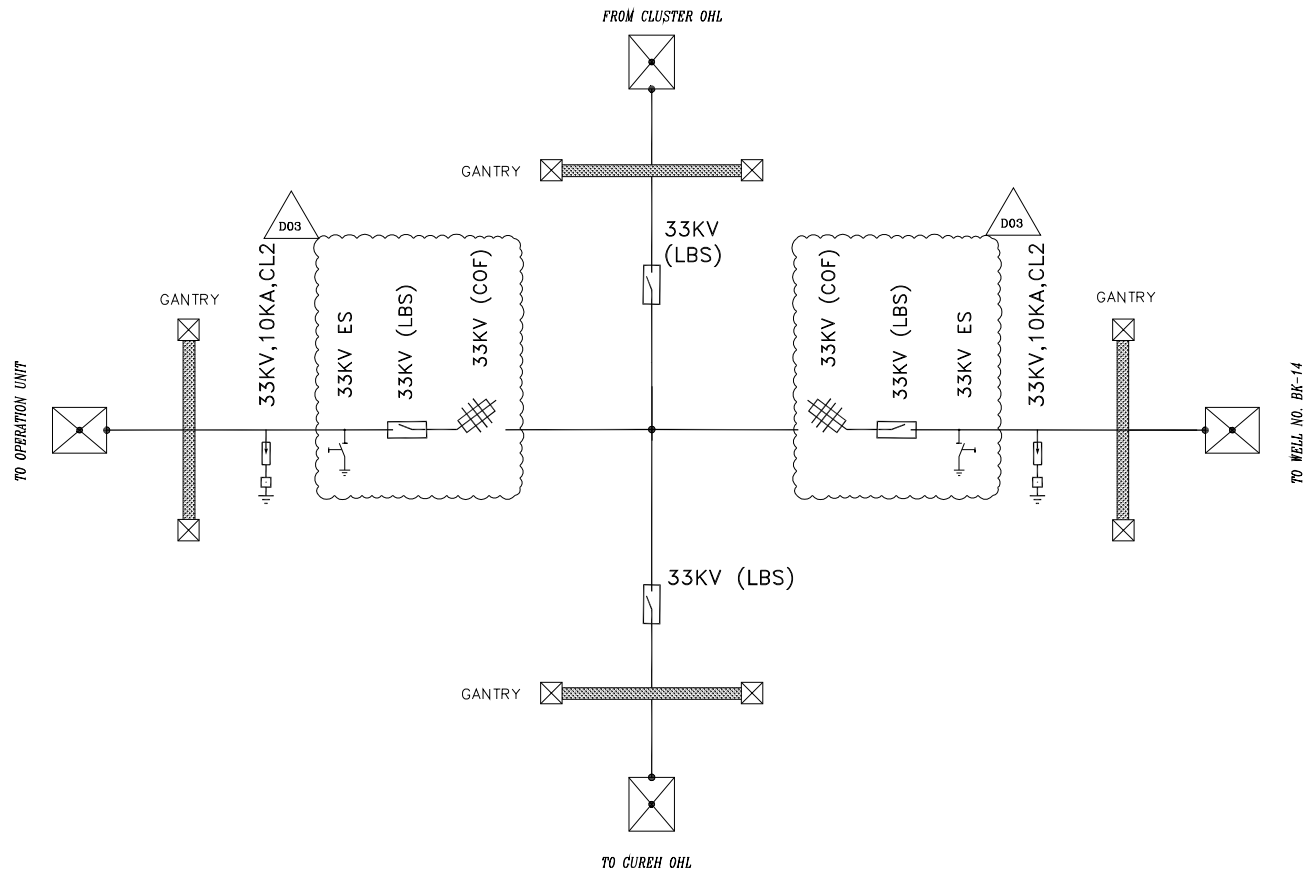 FROM CLUSTER OHL
GANTRY
D03
D03
33KV
(LBS)
GANTRY
33KV,10KA,CL2
33KV ES
33KV (LBS)
33KV (COF)
33KV (COF)
33KV (LBS)
33KV ES
33KV,10KA,CL2
GANTRY
TO OPERATION UNIT
TO WELL NO. BK-14
33KV (LBS)
GANTRY
TO GUREH OHL